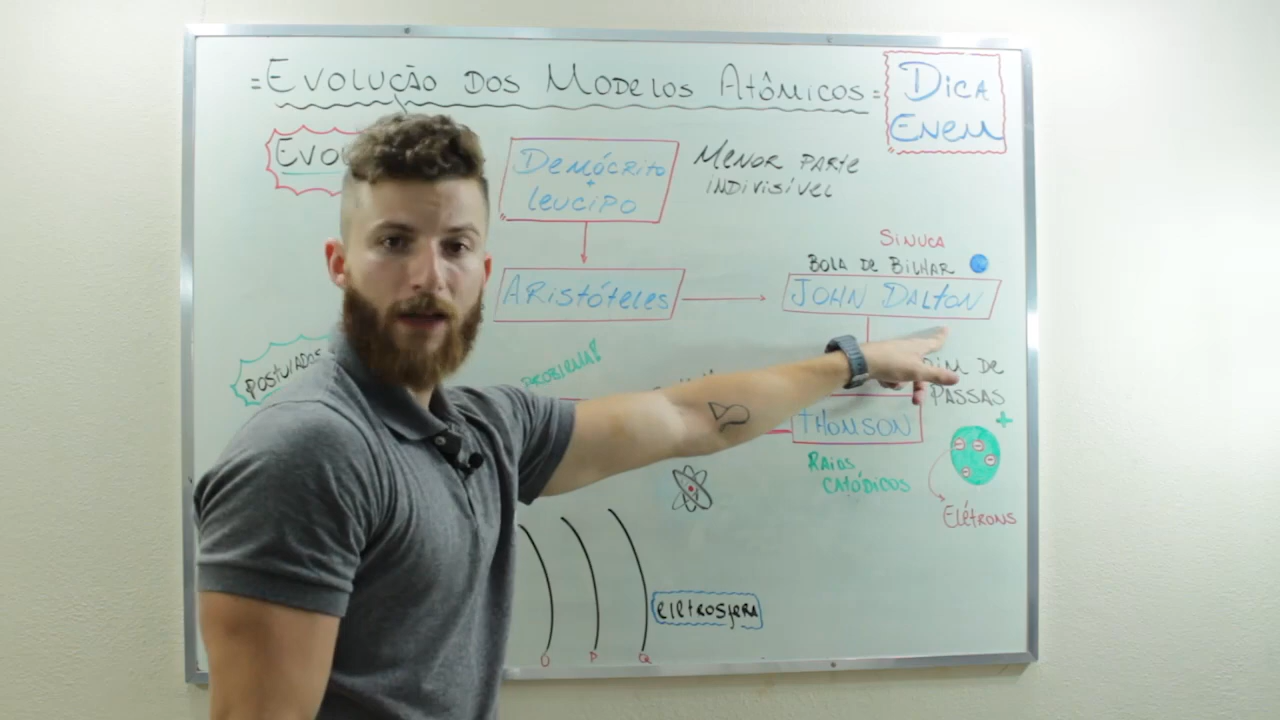 =Evolução dos Modelos Atômicos=
Dica
Enem
Demócrito
+
Leucipo
Menor parte
indivisível
Aristóteles
Sinuca
Bola de Bilhar
John Dalton
Postulados
Problema!
de
Passas
+
Thomson
Raios
Catódicos
Elétrons
eletrosfera
O P Q